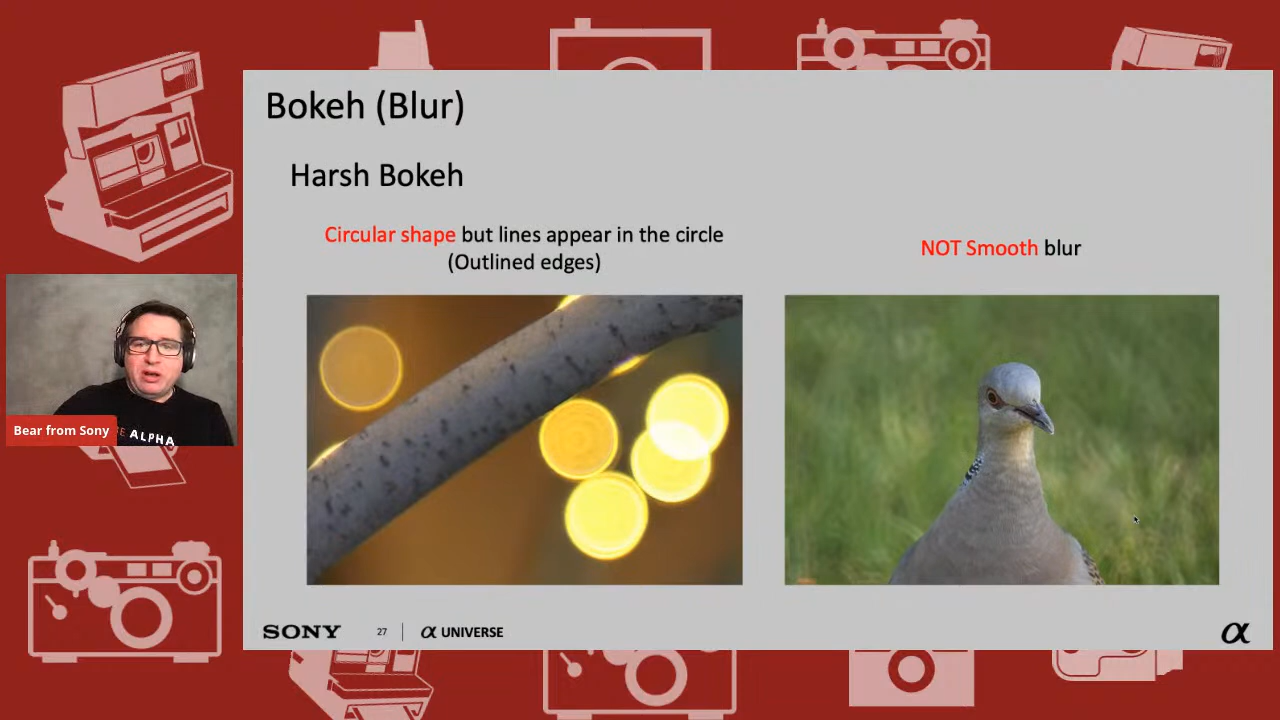 Bokeh (Blur)
Harsh Bokeh
Circular shape but lines appear in the circle
(Outlined edges)
NOT Smooth blur
Bear from Sony
ALPHA
SONY
27
α UNIVERSE
α